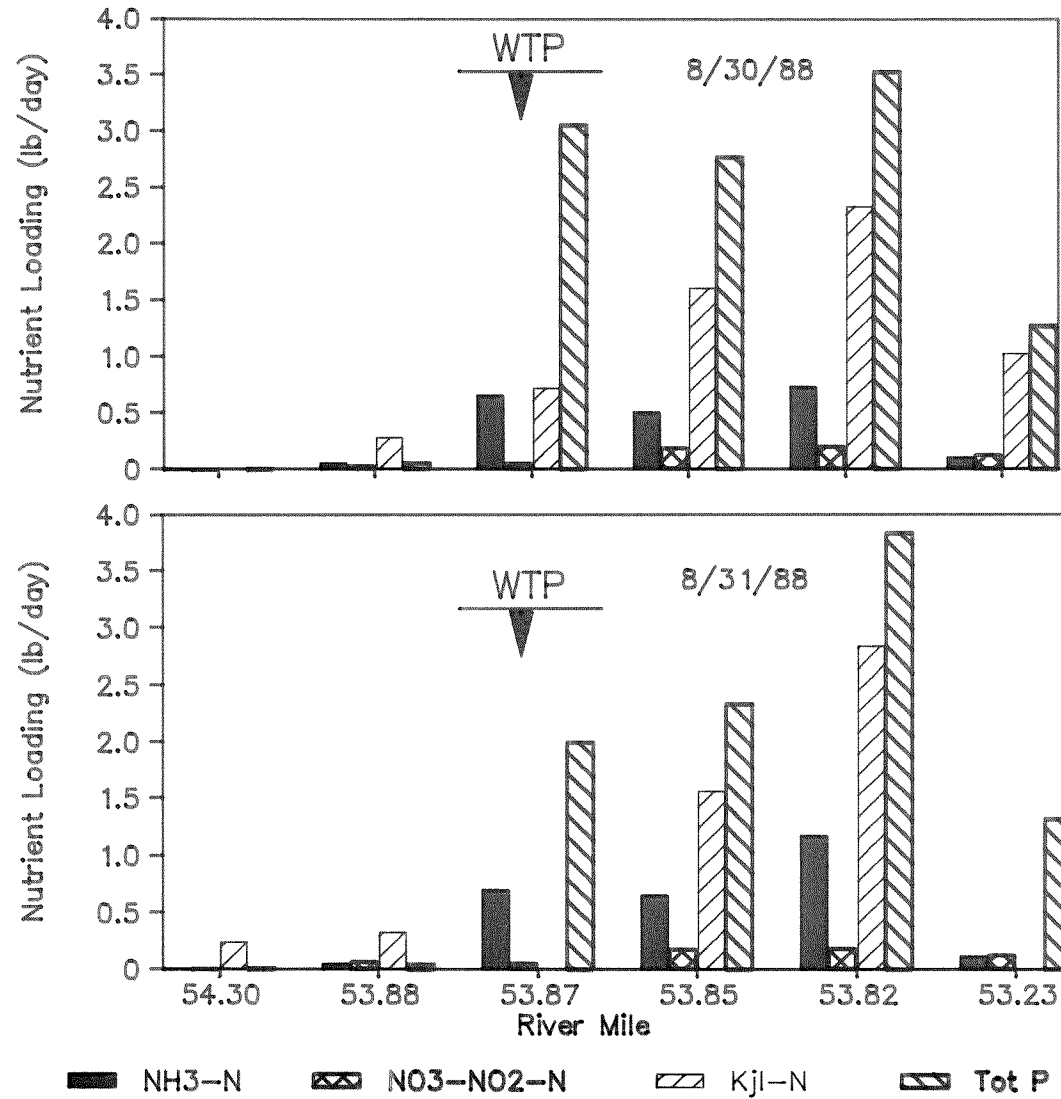 4.0
3.5
3.0
2.5
2.0
1.5
1.0
0.5
0
Nutrient Loading (lb/day)
WTP
8/30/88
4.0
3.5
3.0
2.5
2.0
1.5
1.0
0.5
0
Nutrient Loading (lb/day)
WTP
8/31/88
54.30 53.88 53.87 53.85 53.82 53.23
River Mile
NH3-N NO3-NO2-N Kjl-N Tot P